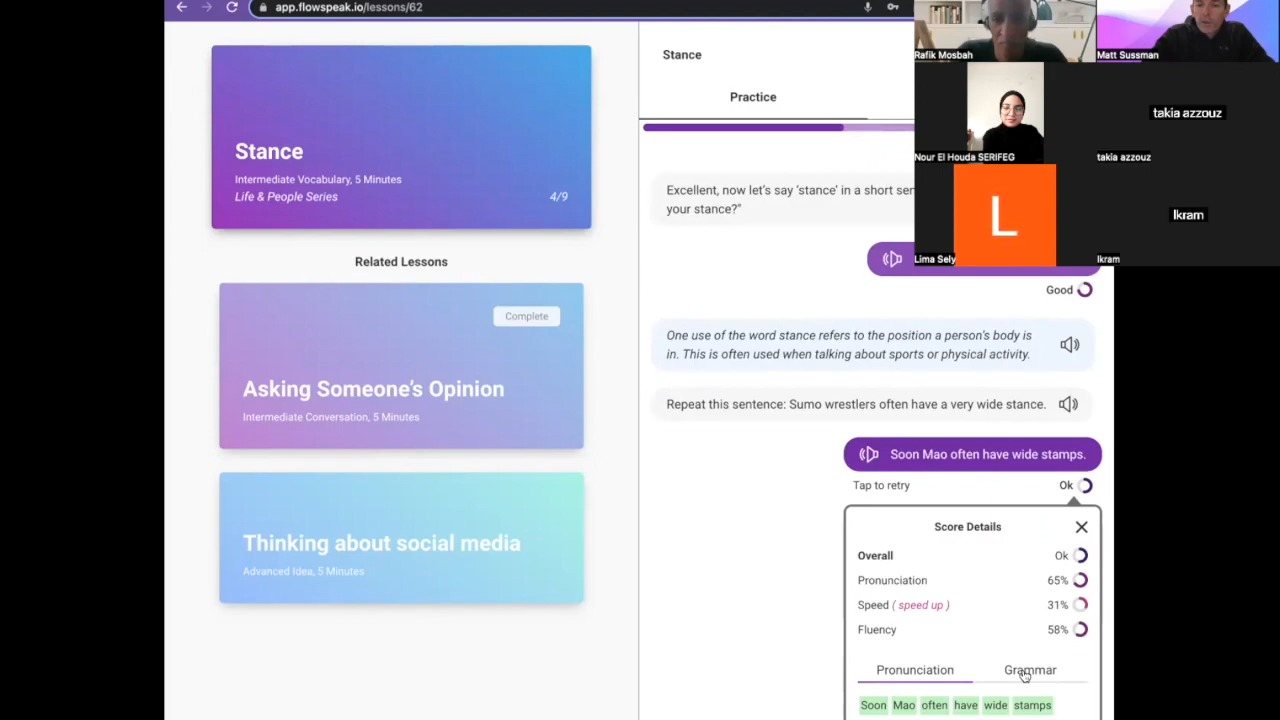 app.flowspeak.io/lessons/62
Stance
Intermediate Vocabulary, 5 Minutes
Life & People Series
4/9
Related Lessons
Complete
Asking Someone's Opinion
Intermediate Conversation, 5 Minutes
Thinking about social media
Advanced Idea, 5 Minutes
Stance
Practice
Excellent, now let's say 'stance' in a short
your stance?"
Good
One use of the word stance refers to the position a person's body is
in. This is often used when talking about sports or physical activity.
Repeat this sentence: Sumo wrestlers often have a very wide stance.
Soon Mao often have wide stamps.
Tap to retry
Ok
Score Details
Overall
Ok
Pronunciation
65%
Speed ( speed up )
31%
Fluency
58%
Pronunciation
Grammar
Soon Mao often have wide stamps
Rafik Mosbah
Matt Sussman
Nour El Houda SERIFEG
takia azzouz
takia azzouz
L
Lima Sely
Ikram
Ikram